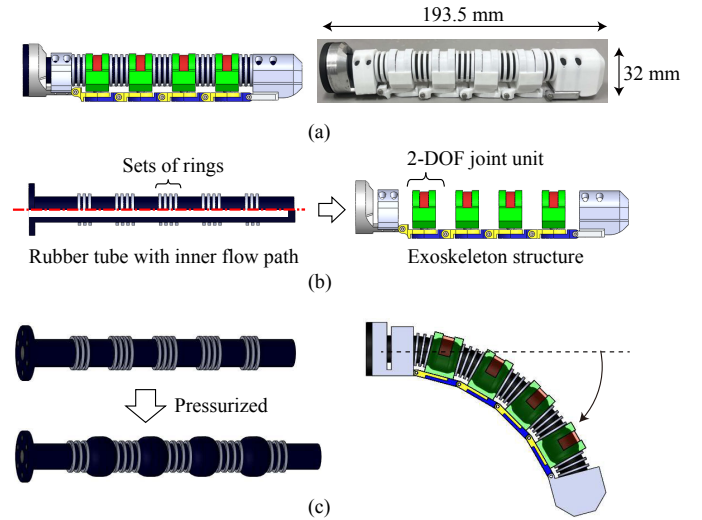 193.5 mm
32 mm
(a)
Sets of rings
2-DOF joint unit
Rubber tube with inner flow path
Exoskeleton structure
(b)
Pressurized
(c)